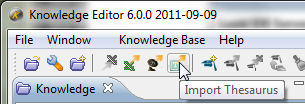 Knowledge Editor 6.0.0 2011-09-09
File Window Knowledge Base Help
Knowledge
Import Thesaurus